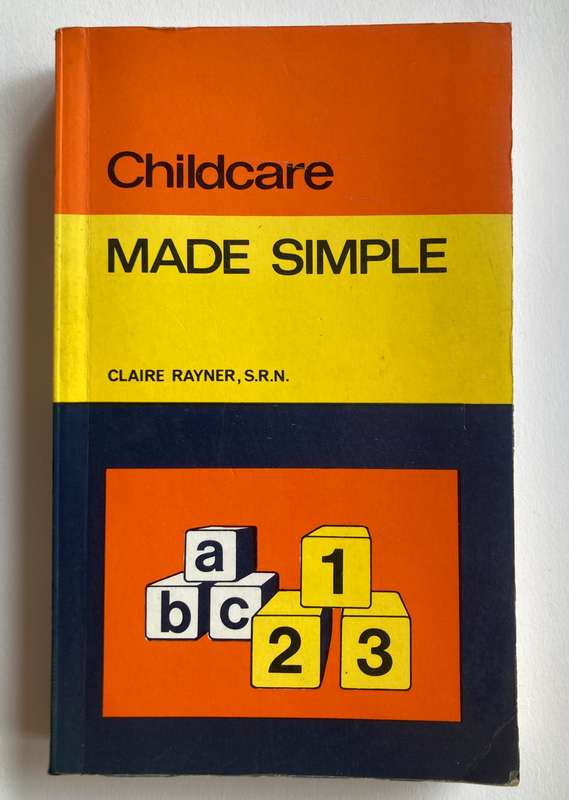 Childcare
MADE SIMPLE
CLAIRE RAYNER, S.R.N.
a
b c
1
2 3